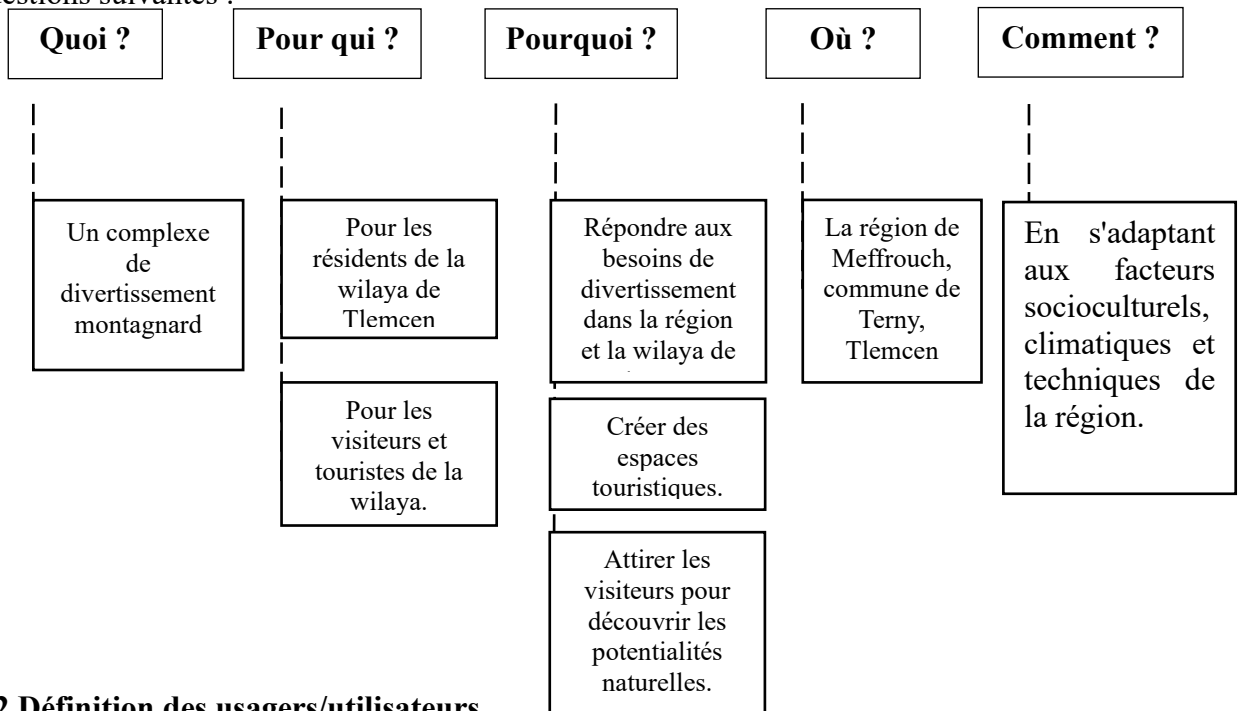 suivantes :
Quoi ?
Pour qui ?
Pourquoi ?
Où ?
Comment ?
Un complexe
de
divertissement
montagnard
Pour les
résidents de la
wilaya de
Tlemcen
Pour les
visiteurs et
touristes de la
wilaya.
Répondre aux
besoins de
divertissement
dans la région
et la wilaya de
Créer des
espaces
touristiques.
Attirer les
visiteurs pour
découvrir les
potentialités
naturelles.
La région de
Meffrouch,
commune de
Terny,
Tlemcen
En s'adaptant
aux facteurs
socioculturels,
climatiques et
techniques de
la région.
2 Définition des usagers/utilisateurs